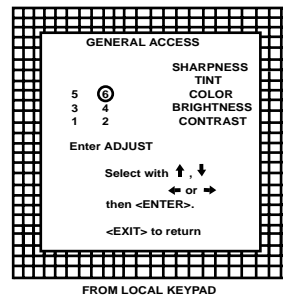 GENERAL ACCESS
SHARPNESS
TINT
5 6 COLOR
3 4 BRIGHTNESS
1 2 CONTRAST
Enter ADJUST
Select with ↑ , ↓
← or →
then <ENTER>.
<EXIT> to return
FROM LOCAL KEYPAD